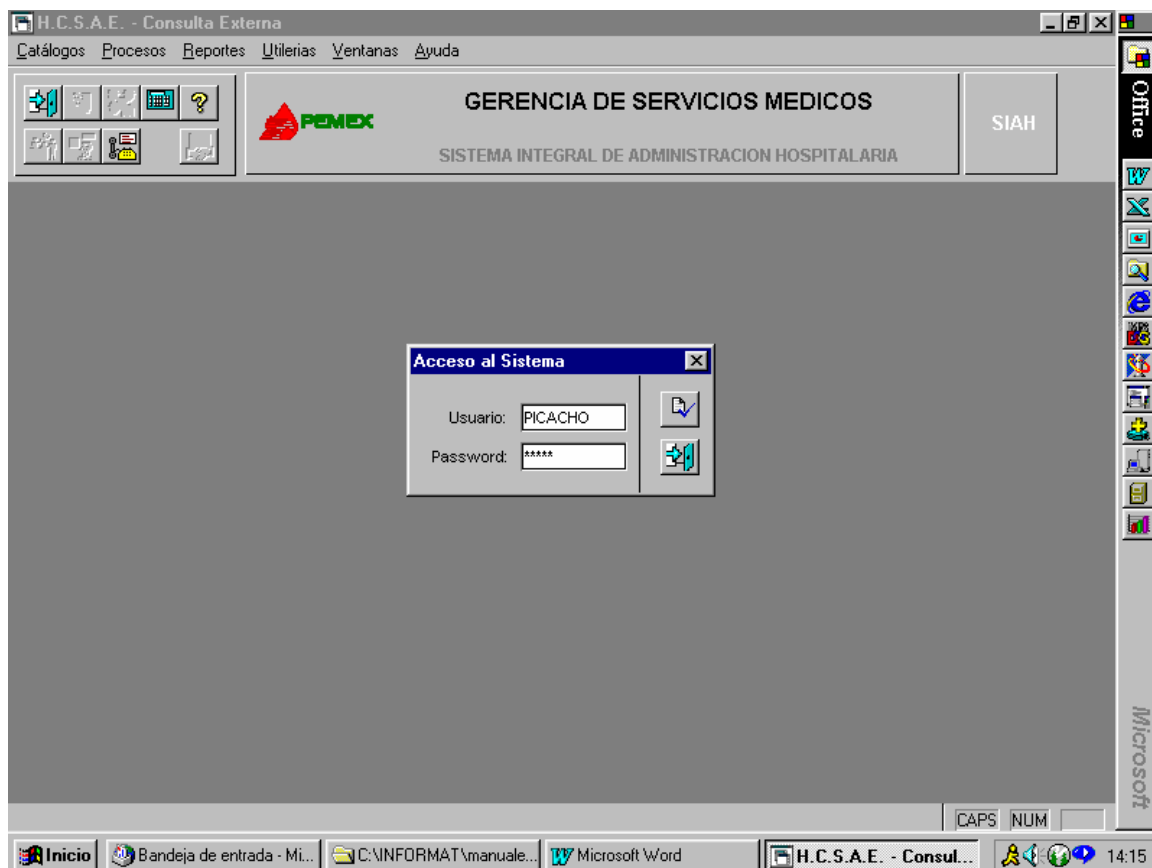 H.C.S.A.E. - Consulta Externa
Catálogos Procesos Reportes Utilerias Ventanas Ayuda
PEMEX
GERENCIA DE SERVICIOS MEDICOS
SISTEMA INTEGRAL DE ADMINISTRACION HOSPITALARIA
SIAH
Office
Acceso al Sistema
Usuario: PICACHO
Password: *****
Microsoft
CAPS NUM
Inicio Bandeja de entrada - Mi... C:\INFORMAT\manuale... Microsoft Word H.C.S.A.E. - Consul... 14:15